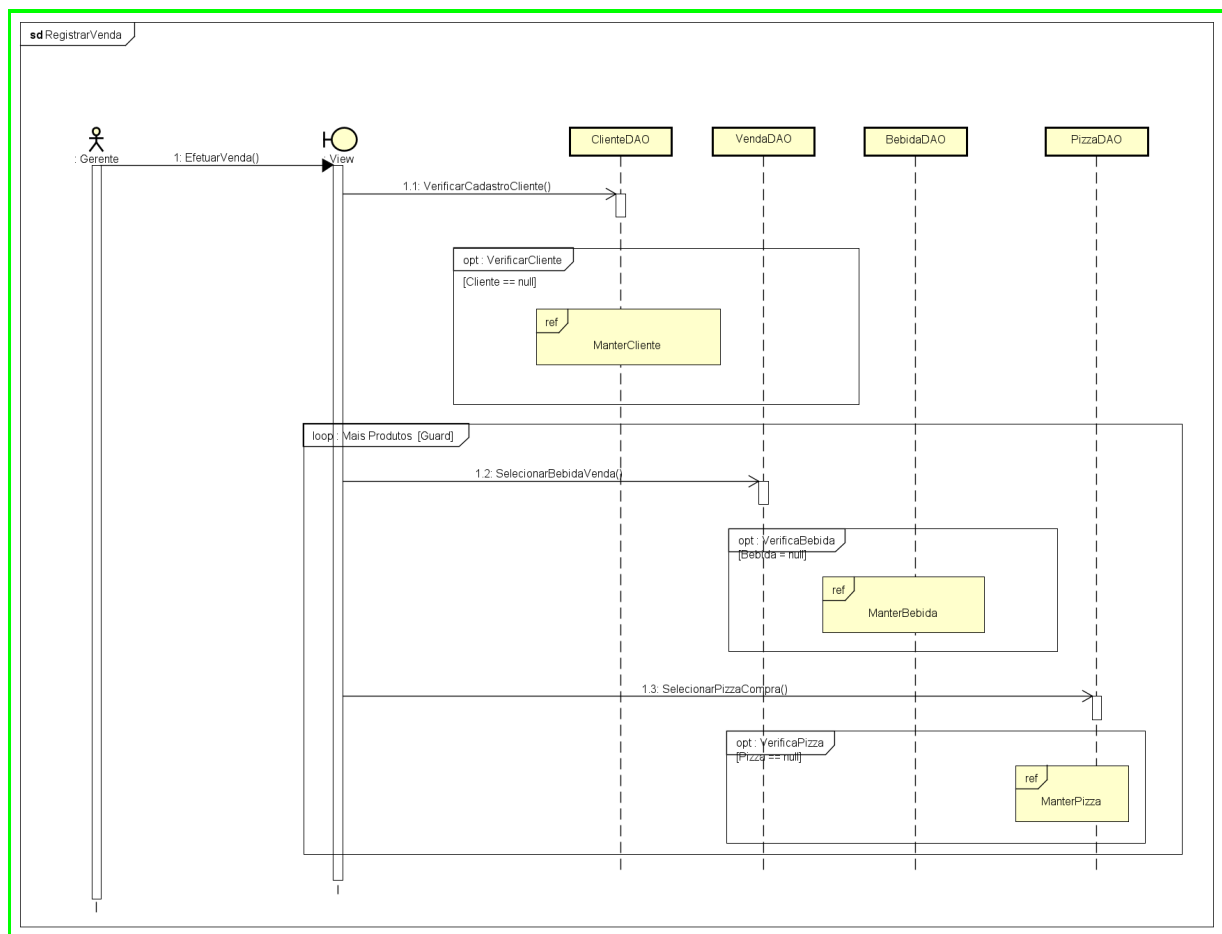 sd RegistrarVenda
: Gerente
: View
ClienteDAO
VendaDAO
BebidaDAO
PizzaDAO
1: EfetuarVenda()
1.1: VerificarCadastroCliente()
opt : VerificarCliente
[Cliente == null]
ref
ManterCliente
loop : Mais Produtos [Guard]
1.2: SelecionarBebidaVenda()
opt : VerificaBebida
[Bebida = null]
ref
ManterBebida
1.3: SelecionarPizzaCompra()
opt : VerificaPizza
[Pizza == null]
ref
ManterPizza